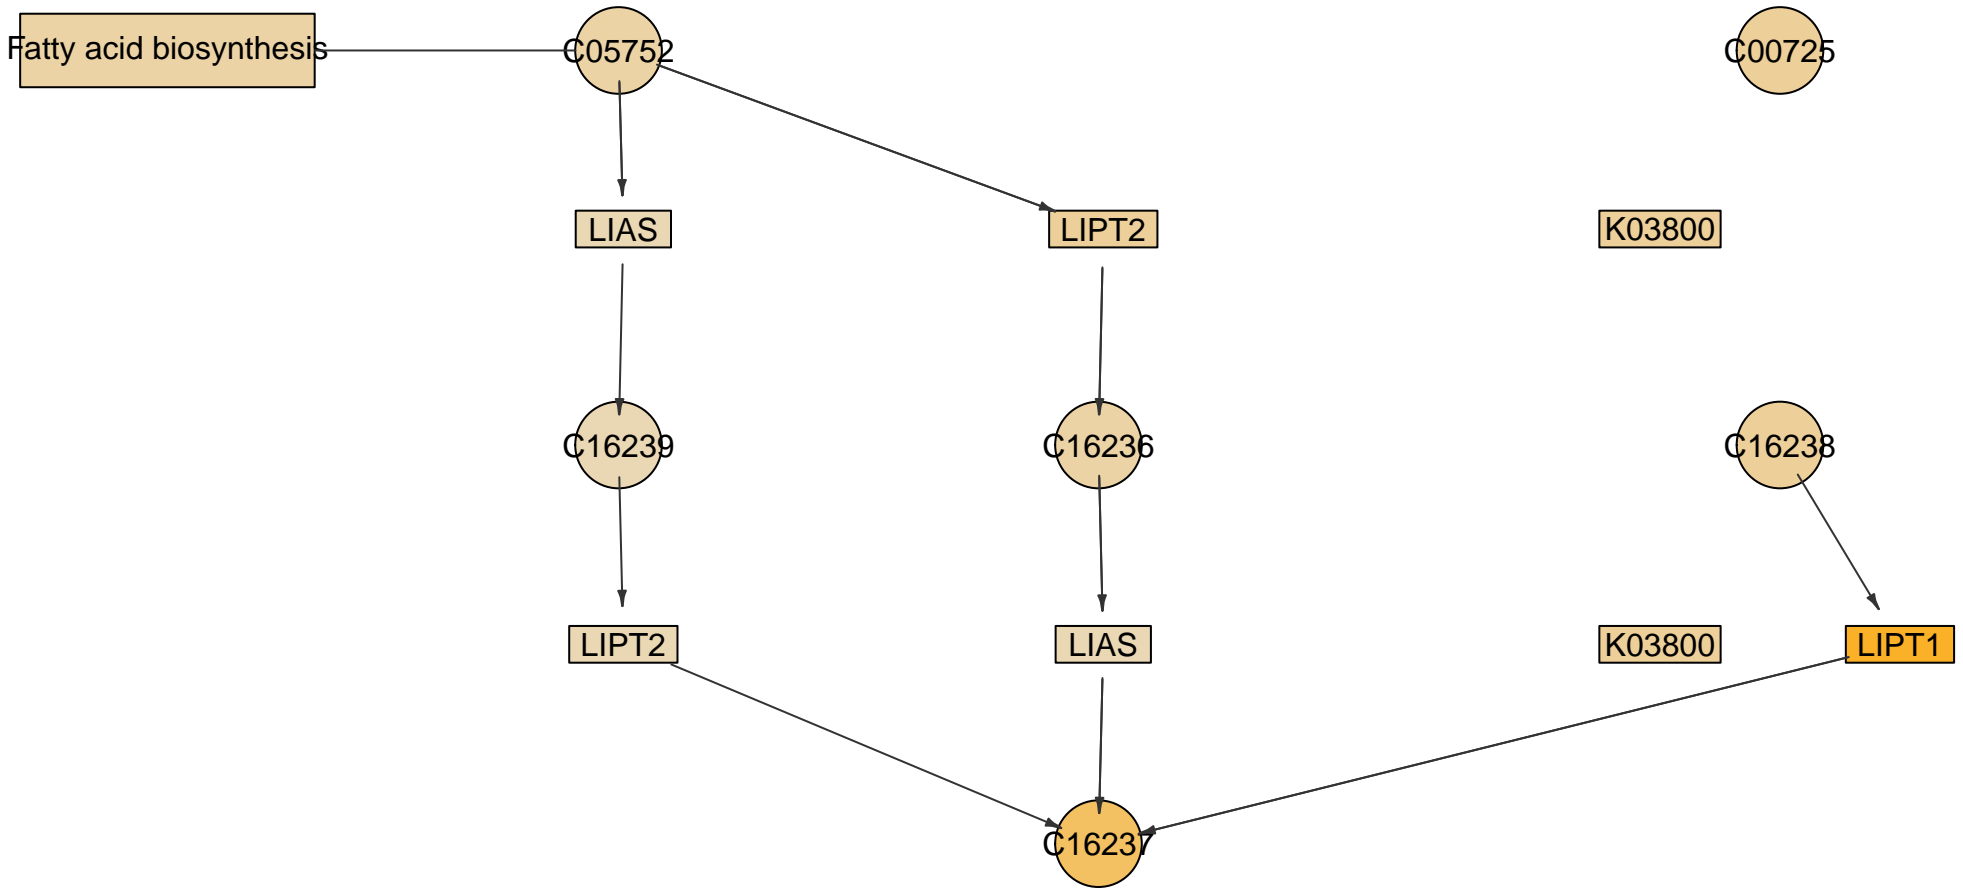 Fatty acid biosynthesis
C05752
C00725
LIAS
LIPT2
K03800
C16239
C16236
C16238
LIPT2
LIAS
K03800
LIPT1
C16237